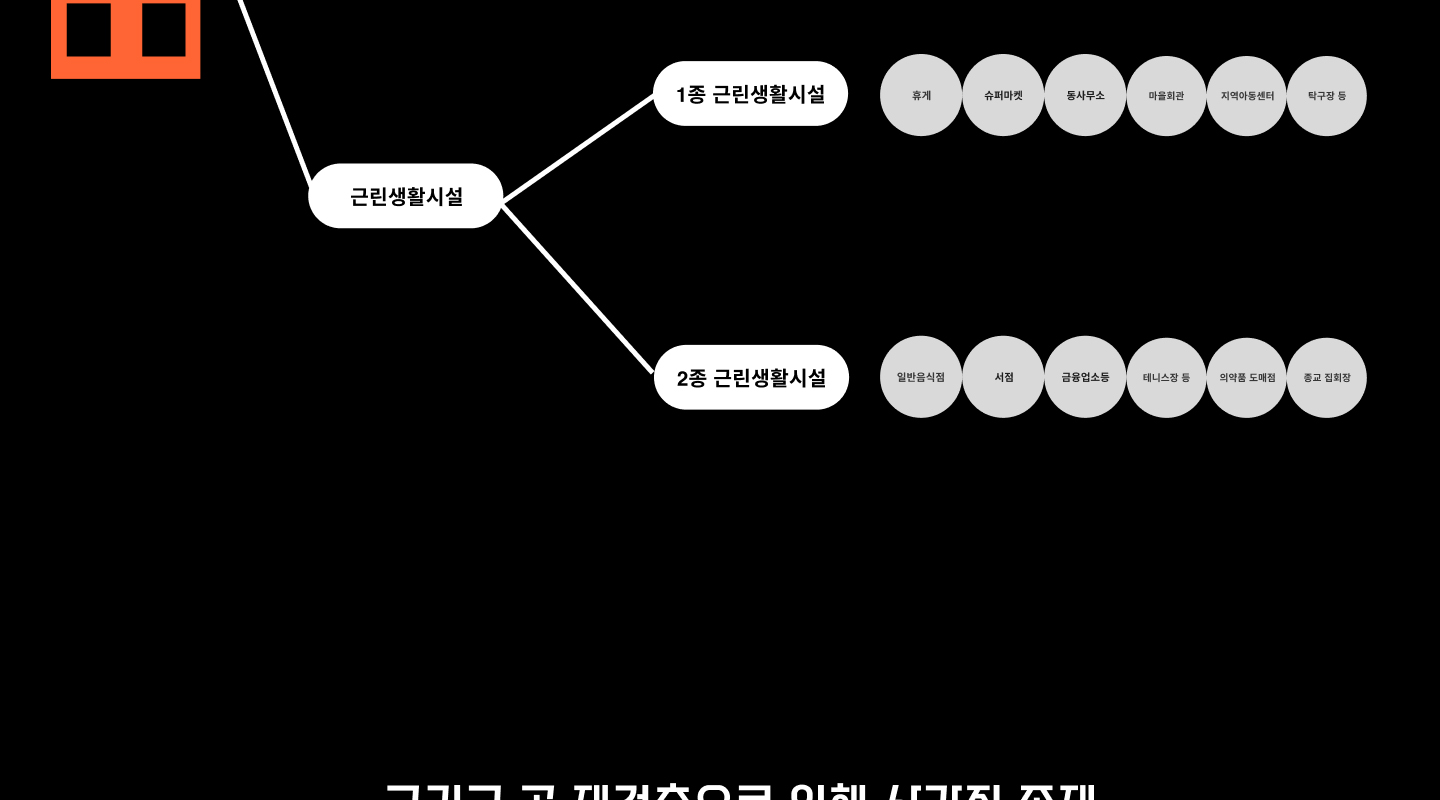 1종 근린생활시설
휴게
슈퍼마켓
동사무소
마을회관
지역아동센터
탁구장 등
근린생활시설
2종 근린생활시설
일반음식점
서점
금융업소등
테니스장 등
의약품 도매점
종교 집회장